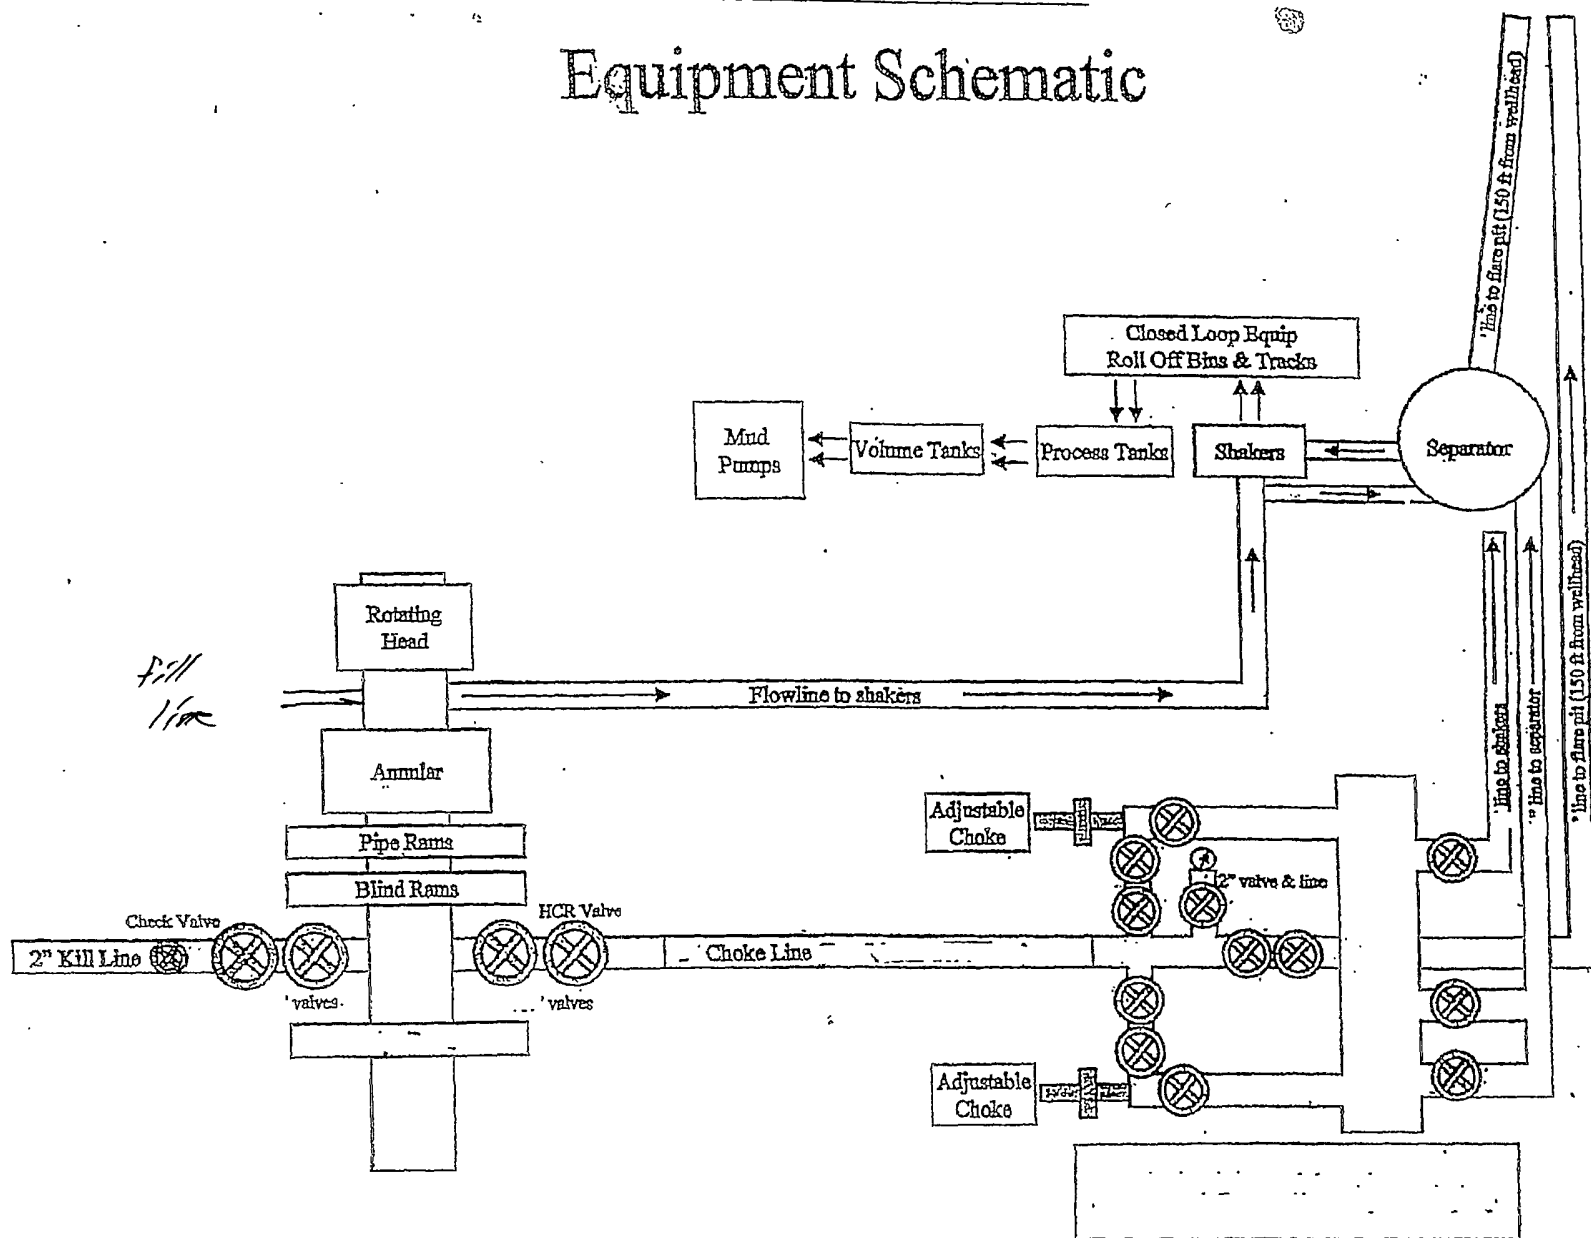 Equipment Schematic
' line to flare pit (150 ft from wellhead)
Closed Loop Equip
Roll Off Bins & Tracks
Mud
Pumps
Volume Tanks
Process Tanks
Shakers
Separator
Rotating
Head
fill
line
Flowline to shakers
' line to shakers
" line to separator
" line to flare pit (150 ft from wellhead)
Annular
Adjustable
Choke
Pipe Rams
Blind Rams
2" valve & line
Check Valve
HCR Valve
2" Kill Line
Choke Line
' valves
' valves
Adjustable
Choke